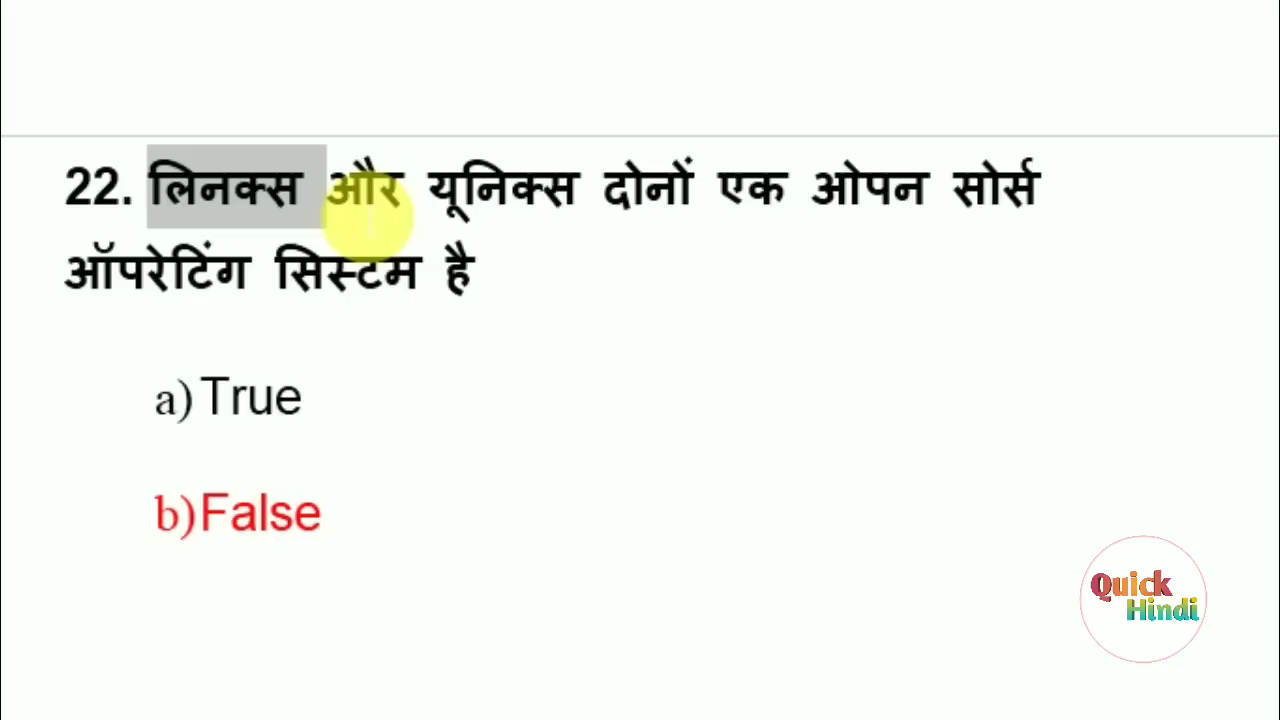 22. लिनक्स और यूनिक्स दोनों एक ओपन सोर्स
ऑपरेटिंग सिस्टम है
a) True
b) False
Quick
Hindi